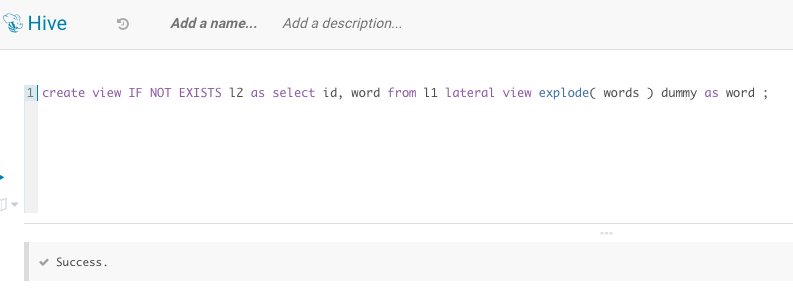 Hive Add a name... Add a description...
1 create view IF NOT EXISTS l2 as select id, word from l1 lateral view explode( words ) dummy as word ;
Success.